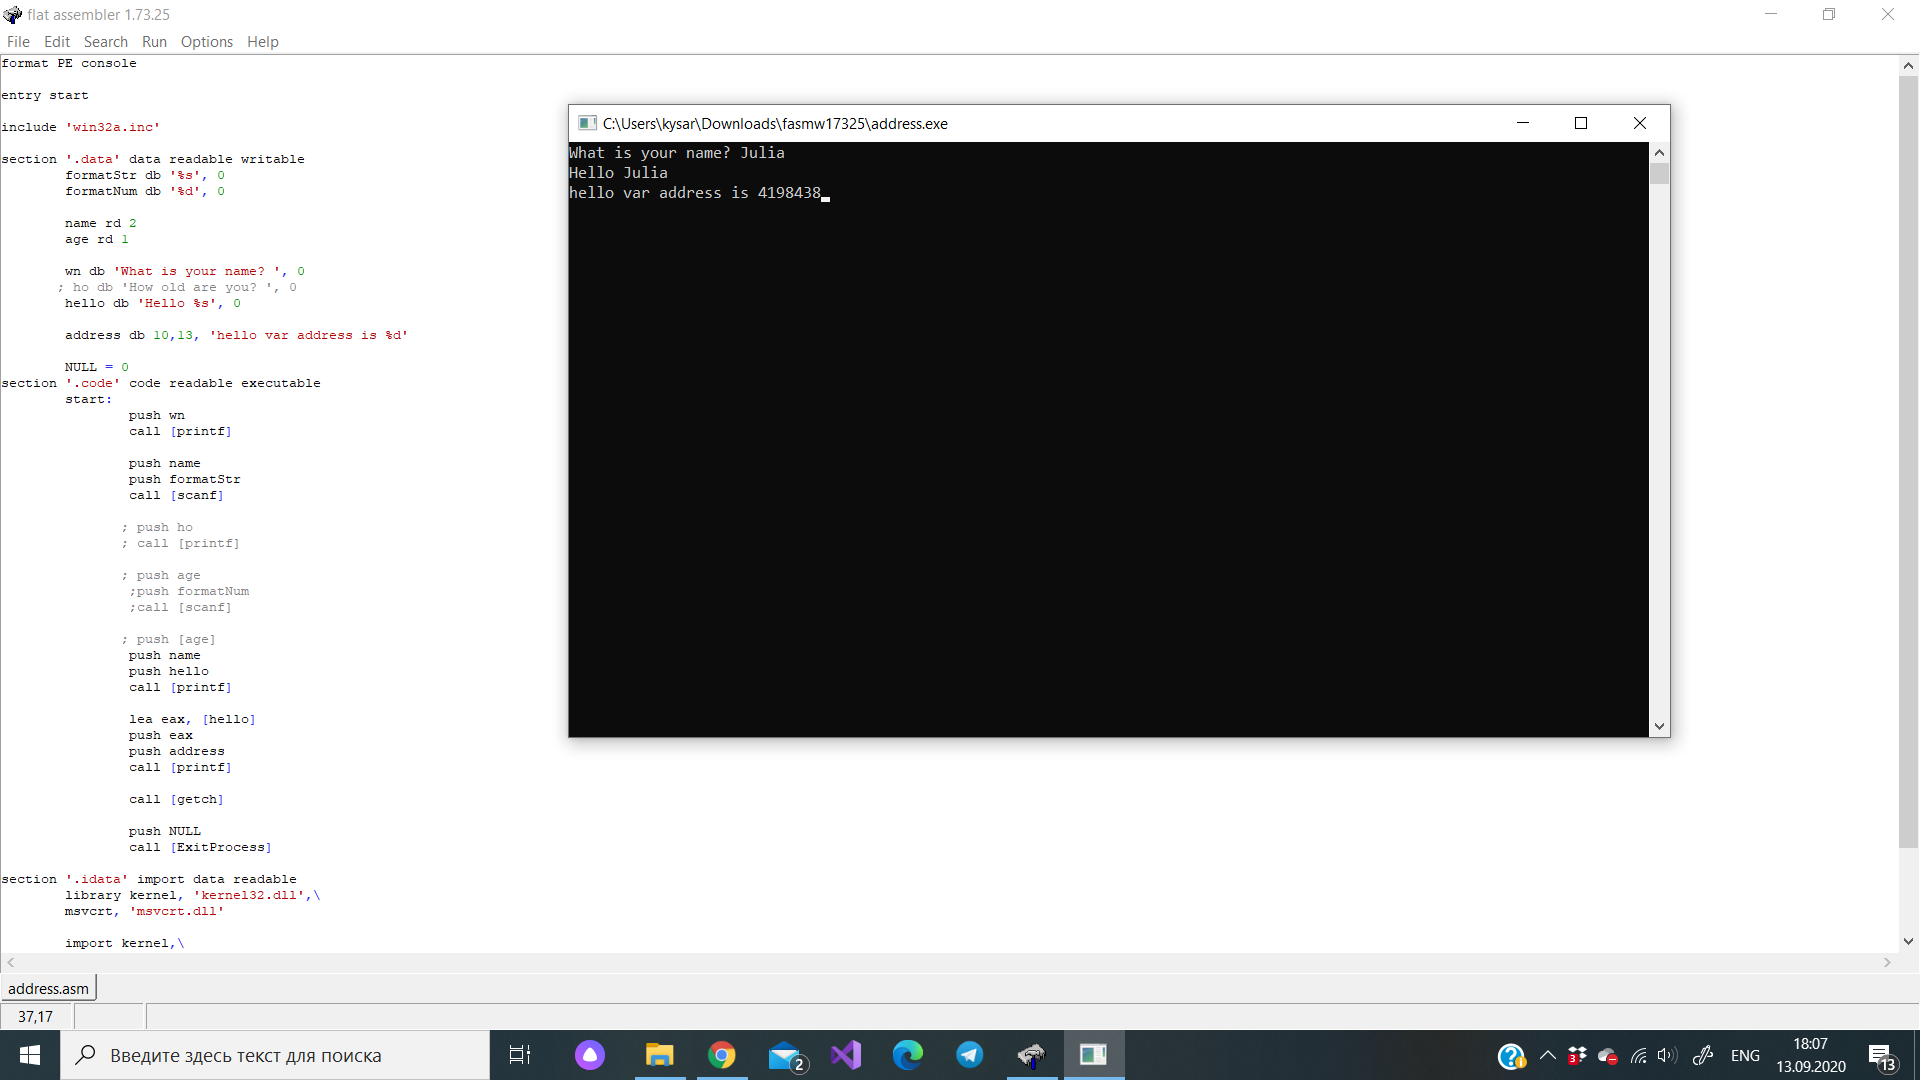 flat assembler 1.73.25
File Edit Search Run Options Help
format PE console
entry start
include 'win32a.inc'
section '.data' data readable writable
formatStr db '%s', 0
formatNum db '%d', 0
name rd 2
age rd 1
wn db 'What is your name? ', 0
; ho db 'How old are you? ', 0
hello db 'Hello %s', 0
address db 10,13, 'hello var address is %d'
NULL = 0
section '.code' code readable executable
start:
push wn
call [printf]
push name
push formatStr
call [scanf]
; push ho
; call [printf]
; push age
;push formatNum
;call [scanf]
; push [age]
push name
push hello
call [printf]
lea eax, [hello]
push eax
push address
call [printf]
call [getch]
push NULL
call [ExitProcess]
section '.idata' import data readable
library kernel, 'kernel32.dll',\
msvcrt, 'msvcrt.dll'
import kernel,\
C:\Users\kysar\Downloads\fasmw17325\address.exe
What is your name? Julia
Hello Julia
hello var address is 4198438
address.asm
37,17
Введите здесь текст для поиска
2
3
ENG
18:07
13.09.2020
13